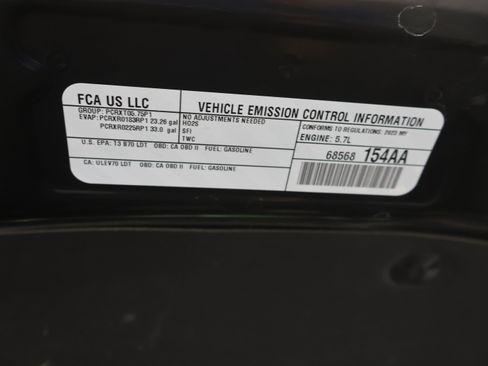 FCA US LLC
VEHICLE EMISSION CONTROL INFORMATION
GROUP: PCRXT05.75P1
EVAP: PCRXR0183RP1 23,26 gal
PCRXR0225RP1 33.0 gal
NO ADJUSTMENTS NEEDED
HO2S
SFI
TWC
CONFORMS TO REGULATIONS: 2023 MY
ENGINE: 5.7L
U.S. EPA: T3 B70 LDT OBD: CA OBD II FUEL: GASOLINE
CA: ULEV70 LDT OBD: CA OBD II FUEL: GASOLINE
68568 154AA